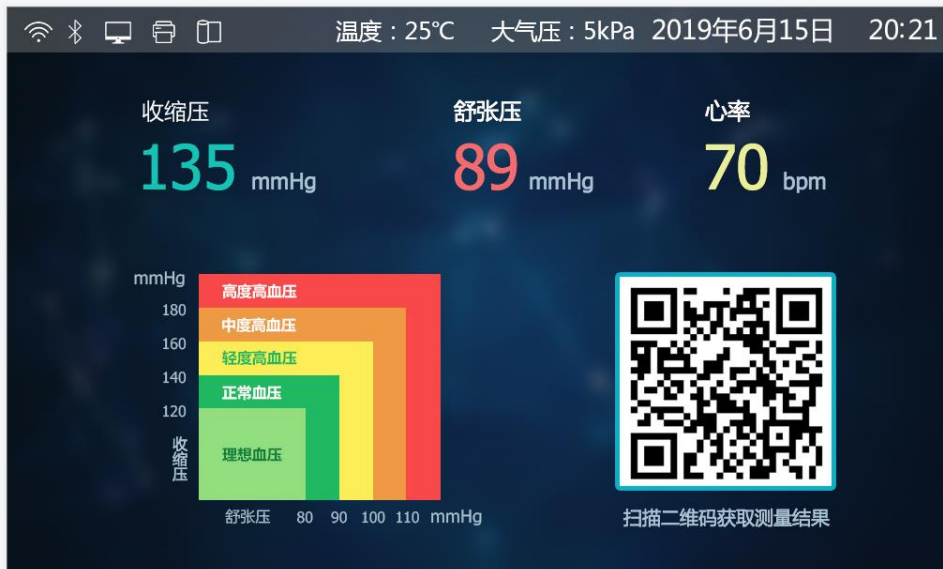 温度：25℃ 大气压：5kPa 2019年6月15日 20:21
收缩压 舒张压 心率
135 mmHg 89 mmHg 70 bpm
mmHg
高度高血压
180
中度高血压
160
轻度高血压
140
正常血压
120
收缩压
理想血压
舒张压 80 90 100 110 mmHg
扫描二维码获取测量结果